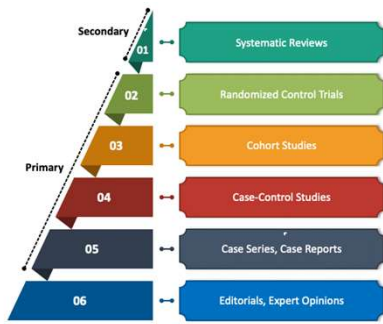 Secondary
01
Systematic Reviews
02
Randomized Control Trials
03
Cohort Studies
Primary
04
Case-Control Studies
05
Case Series, Case Reports
06
Editorials, Expert Opinions